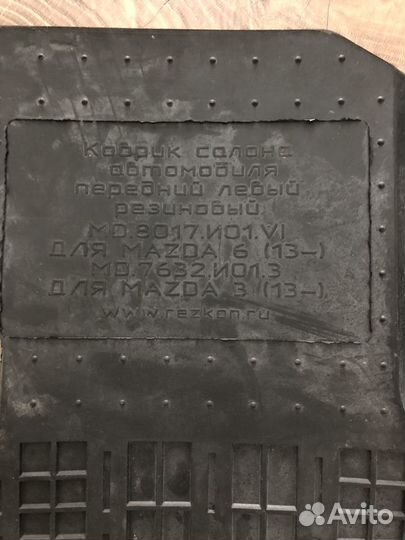 Коврик салона
автомобиля
передний левый
резиновый
MD.8017.И01.VI
ДЛЯ MAZDA 6 (13-)
MD.7632.И01.3
ДЛЯ MAZDA 3 (13-)
www.rezkon.ru
Avito